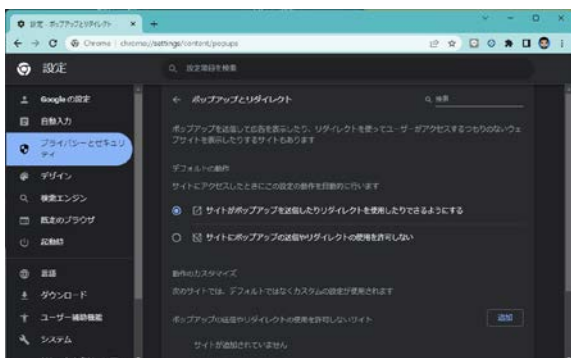 設定 - ポップアップとリダイレクト
Chrome | chrome://settings/content/popups
設定
設定項目を検索
Google の設定
自動入力
プライバシーとセキュリティ
デザイン
検索エンジン
既定のブラウザ
起動時
言語
ダウンロード
ユーザー補助機能
システム
ポップアップとリダイレクト
検索
ポップアップを送信して広告を表示したり、リダイレクトを使ってユーザーがアクセスするつもりのないウェ
ブサイトを表示したりするサイトもあります
デフォルトの動作
サイトにアクセスしたときにこの設定の動作を自動的に行います
サイトがポップアップを送信したりリダイレクトを使用したりできるようにする
サイトにポップアップの送信やリダイレクトの使用を許可しない
動作のカスタマイズ
次のサイトでは、デフォルトではなくカスタムの設定が使用されます
ポップアップの送信やリダイレクトの使用を許可しないサイト
追加
サイトが追加されていません